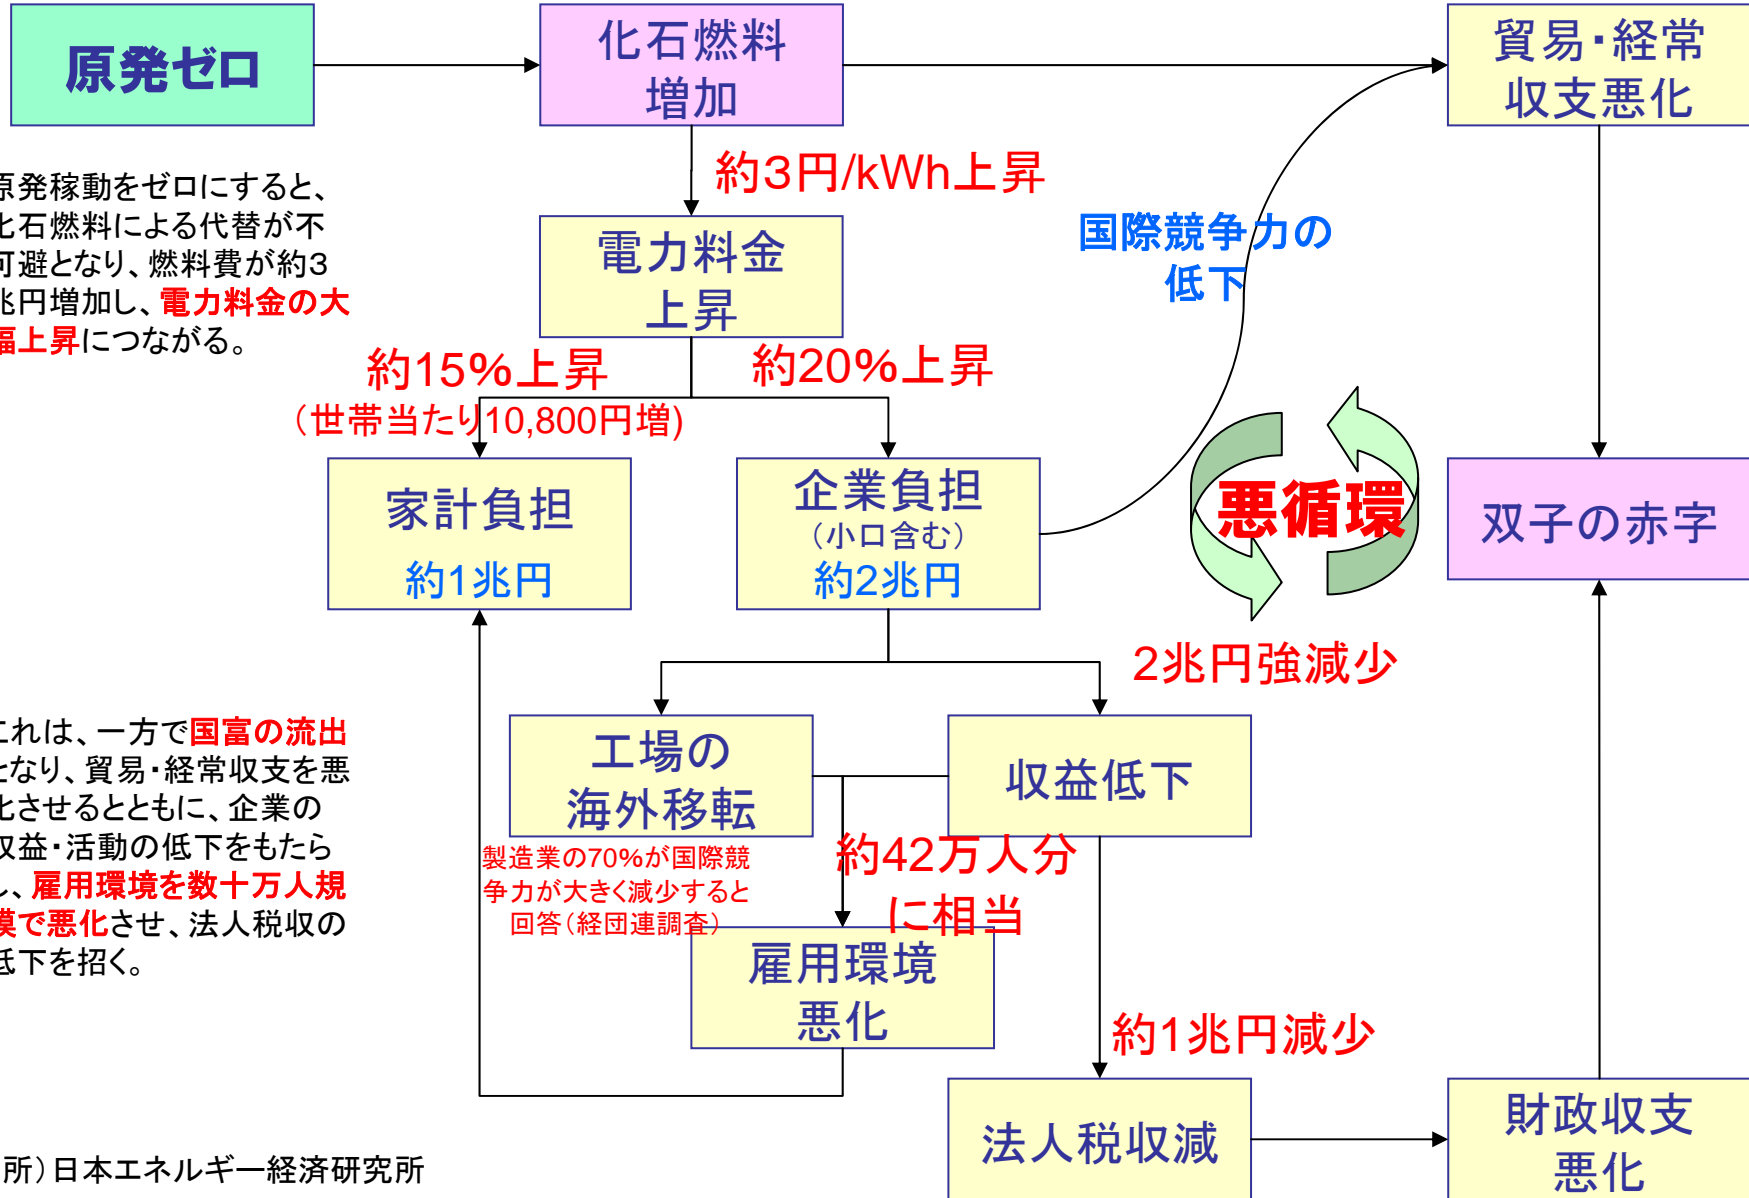 原発ゼロ
化石燃料
増加
貿易・経常
収支悪化
約3円/kWh上昇
原発稼動をゼロにすると、
化石燃料による代替が不
可避となり、燃料費が約3
兆円増加し、電力料金の大
幅上昇につながる。
電力料金
上昇
国際競争力の
低下
約15%上昇
(世帯当たり10,800円増)
約20%上昇
家計負担
約1兆円
企業負担
(小口含む)
約2兆円
悪循環
双子の赤字
2兆円強減少
これは、一方で国富の流出
となり、貿易・経常収支を悪
化させるとともに、企業の
収益・活動の低下をもたら
し、雇用環境を数十万人規
模で悪化させ、法人税収の
低下を招く。
工場の
海外移転
収益低下
製造業の70%が国際競
争力が大きく減少すると
回答(経団連調査)
約42万人分
に相当
雇用環境
悪化
約1兆円減少
法人税収減
財政収支
悪化
所)日本エネルギー経済研究所